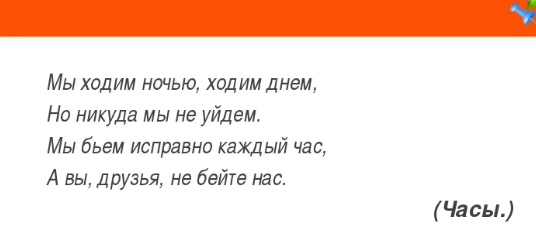 Мы ходим ночью, ходим днем,
Но никуда мы не уйдем.
Мы бьем исправно каждый час,
А вы, друзья, не бейте нас.
(Часы.)